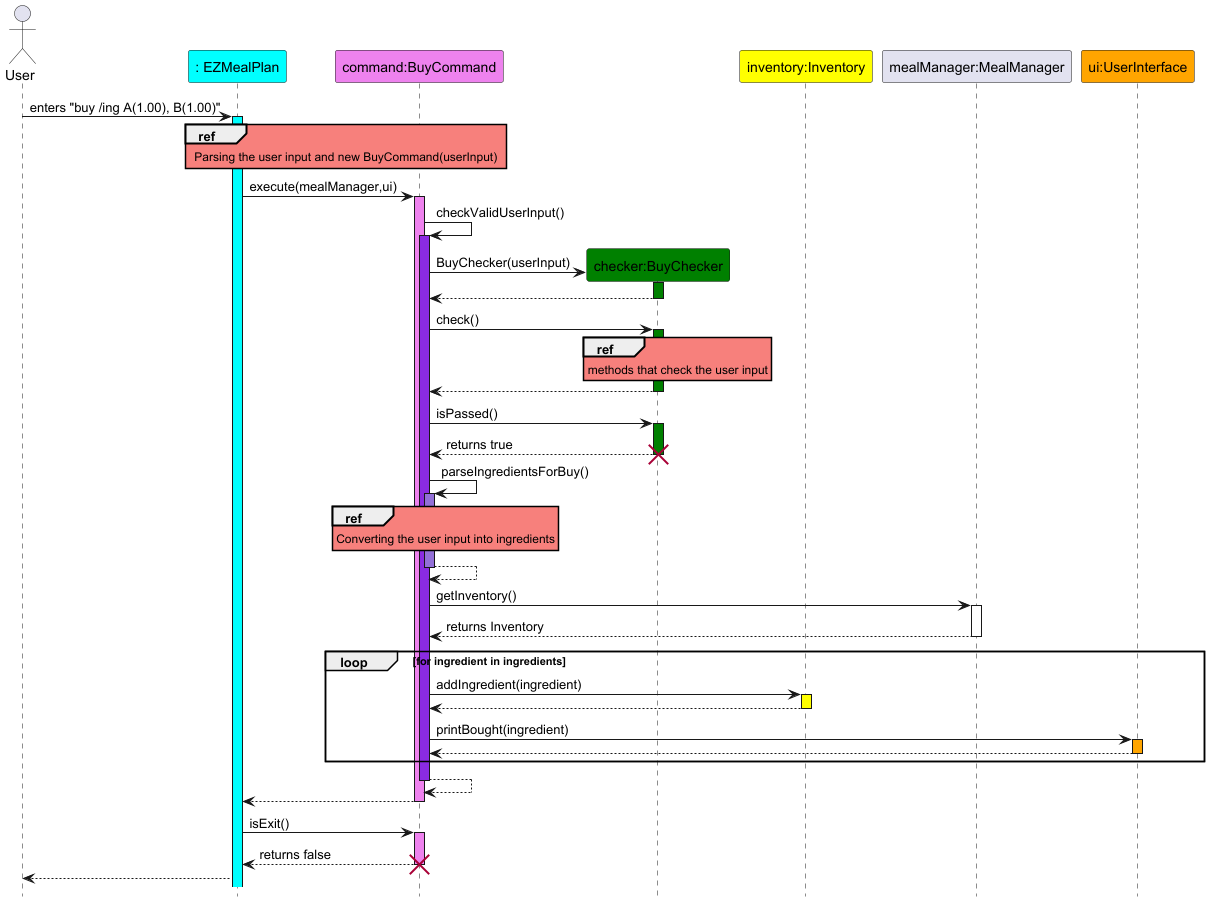 User
: EZMealPlan
command:BuyCommand
inventory:Inventory
mealManager:MealManager
ui:UserInterface
enters "buy /ing A(1.00), B(1.00)"
ref
Parsing the user input and new BuyCommand(userInput)
execute(mealManager,ui)
checkValidUserInput()
BuyChecker(userInput)
checker:BuyChecker
check()
ref
methods that check the user input
isPassed()
returns true
parseIngredientsForBuy()
ref
Converting the user input into ingredients
getInventory()
returns Inventory
loop
[for ingredient in ingredients]
addIngredient(ingredient)
printBought(ingredient)
isExit()
returns false